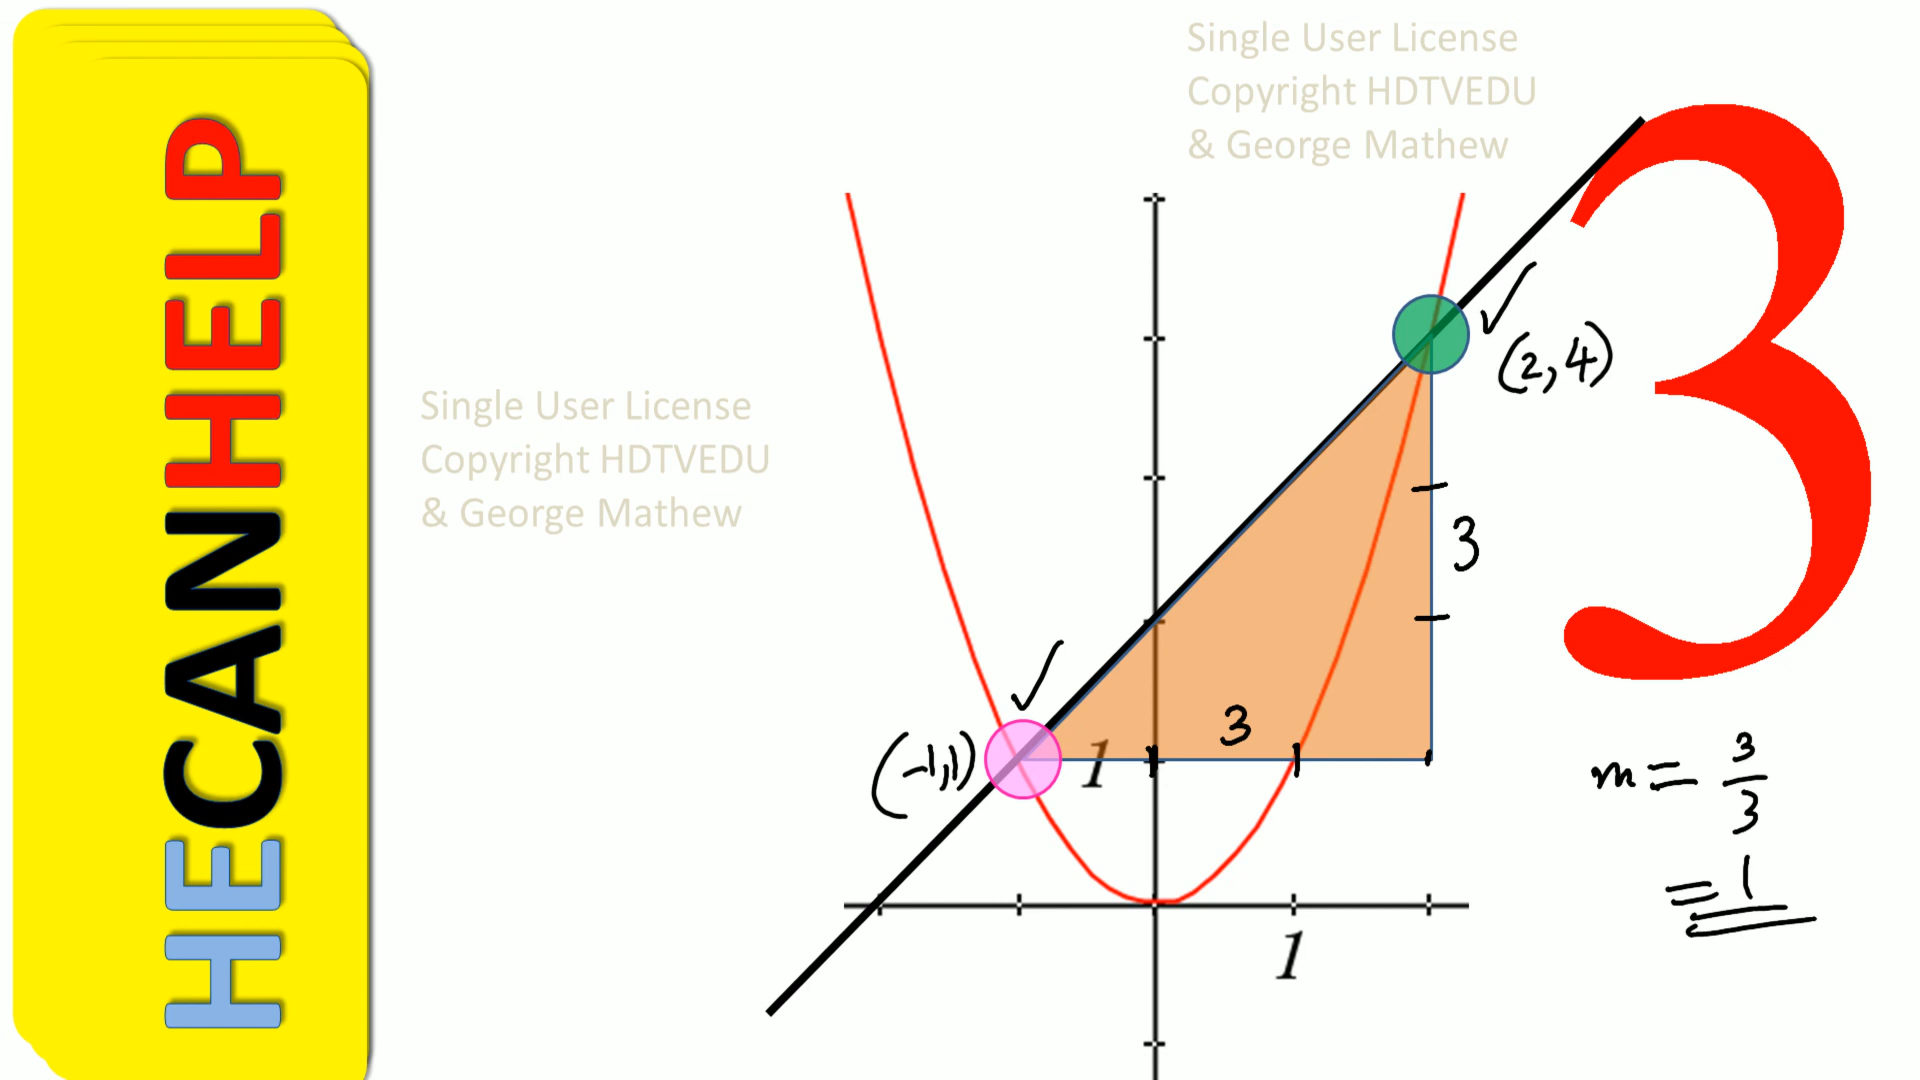 HECANHELP
Single User License
Copyright HDTVEDU
& George Mathew
Single User License
Copyright HDTVEDU
& George Mathew
3
(2,4)
3
3
(-1,1)
1
m = 3/3
= 1
1